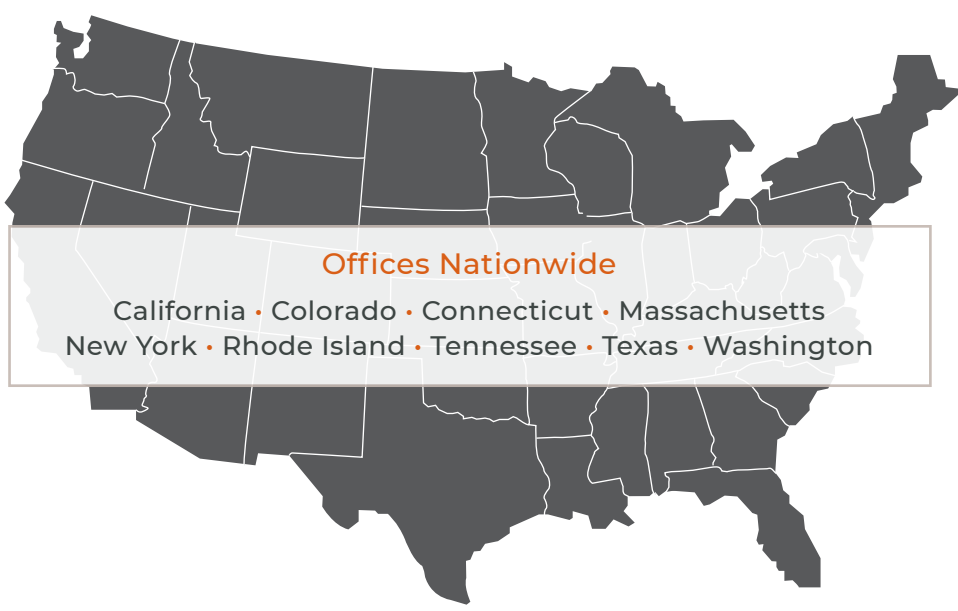 Offices Nationwide
California • Colorado • Connecticut • Massachusetts
New York • Rhode Island • Tennessee • Texas • Washington